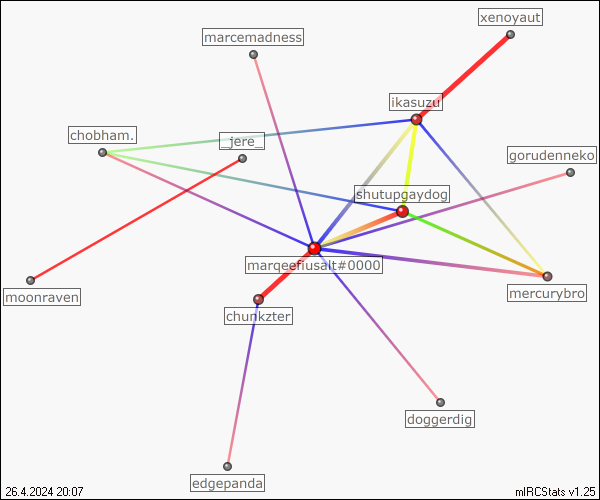 xenoyaut
marcemadness
ikasuzu
chobham.
_jere_
gorudenneko
shutupgaydog
marqeefiusalt#0000
moonraven
mercurybro
chunkzter
doggerdig
edgepanda
26.4.2024 20:07
mIRCStats v1.25